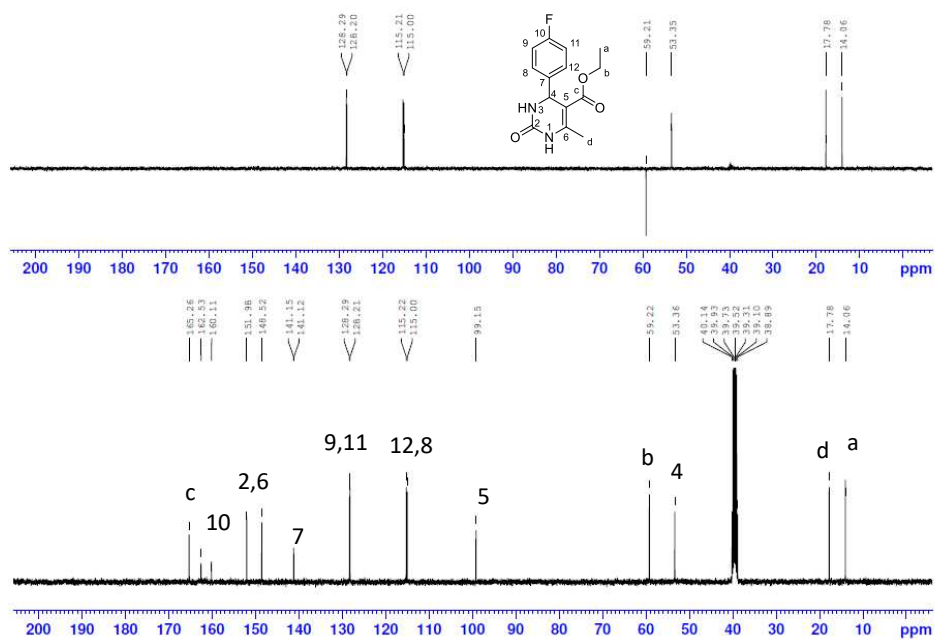 128.29
128.20
115.21
115.00
59.21
53.35
17.78
14.06
F
10
9
11
a
8
12
O
b
7
4
c
HN
3
5
O
2
1
6
O
N
H
d
200 190 180 170 160 150 140 130 120 110 100 90 80 70 60 50 40 30 20 10 ppm
165.26
162.53
160.11
151.98
148.52
141.15
141.12
128.29
128.21
115.22
115.00
99.15
59.22
53.36
40.14
39.93
39.73
39.52
39.31
39.10
38.89
17.78
14.06
c
10
2,6
7
9,11
12,8
5
b
4
d
a
200 190 180 170 160 150 140 130 120 110 100 90 80 70 60 50 40 30 20 10 ppm